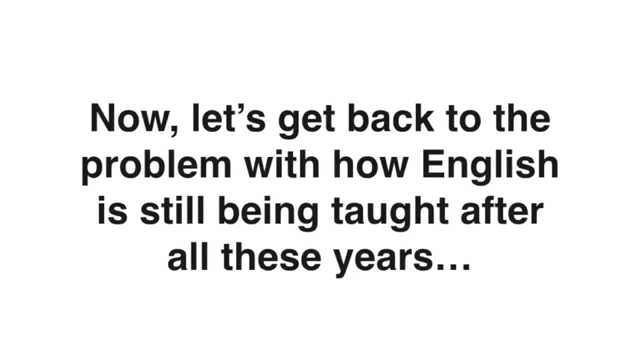 Now, let’s get back to the
problem with how English
is still being taught after
all these years…